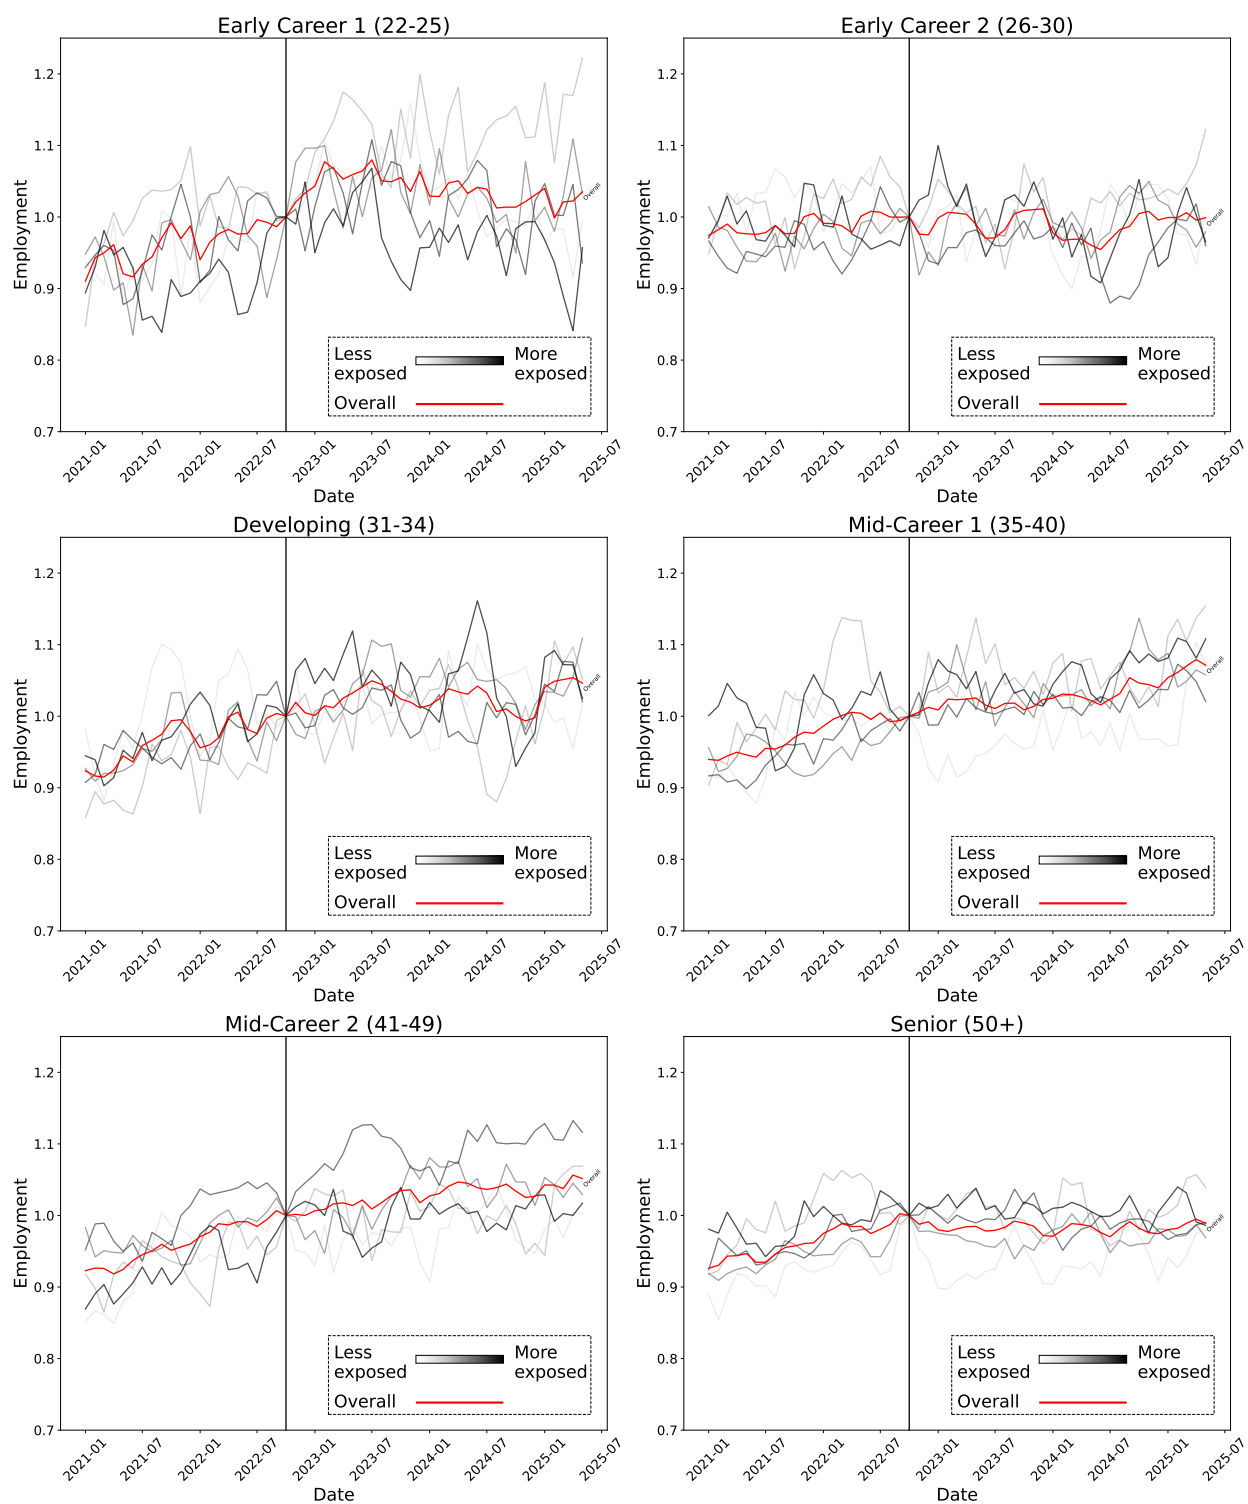 Early Career 1 (22-25)
Employment
1.2
1.1
1.0
0.9
0.8
0.7
Overall
Less exposed
More exposed
Overall
2021-01
2021-07
2022-01
2022-07
2023-01
2023-07
2024-01
2024-07
2025-01
2025-07
Date
Early Career 2 (26-30)
Employment
1.2
1.1
1.0
0.9
0.8
0.7
Overall
Less exposed
More exposed
Overall
2021-01
2021-07
2022-01
2022-07
2023-01
2023-07
2024-01
2024-07
2025-01
2025-07
Date
Developing (31-34)
Employment
1.2
1.1
1.0
0.9
0.8
0.7
Overall
Less exposed
More exposed
Overall
2021-01
2021-07
2022-01
2022-07
2023-01
2023-07
2024-01
2024-07
2025-01
2025-07
Date
Mid-Career 1 (35-40)
Employment
1.2
1.1
1.0
0.9
0.8
0.7
Overall
Less exposed
More exposed
Overall
2021-01
2021-07
2022-01
2022-07
2023-01
2023-07
2024-01
2024-07
2025-01
2025-07
Date
Mid-Career 2 (41-49)
Employment
1.2
1.1
1.0
0.9
0.8
0.7
Overall
Less exposed
More exposed
Overall
2021-01
2021-07
2022-01
2022-07
2023-01
2023-07
2024-01
2024-07
2025-01
2025-07
Date
Senior (50+)
Employment
1.2
1.1
1.0
0.9
0.8
0.7
Overall
Less exposed
More exposed
Overall
2021-01
2021-07
2022-01
2022-07
2023-01
2023-07
2024-01
2024-07
2025-01
2025-07
Date